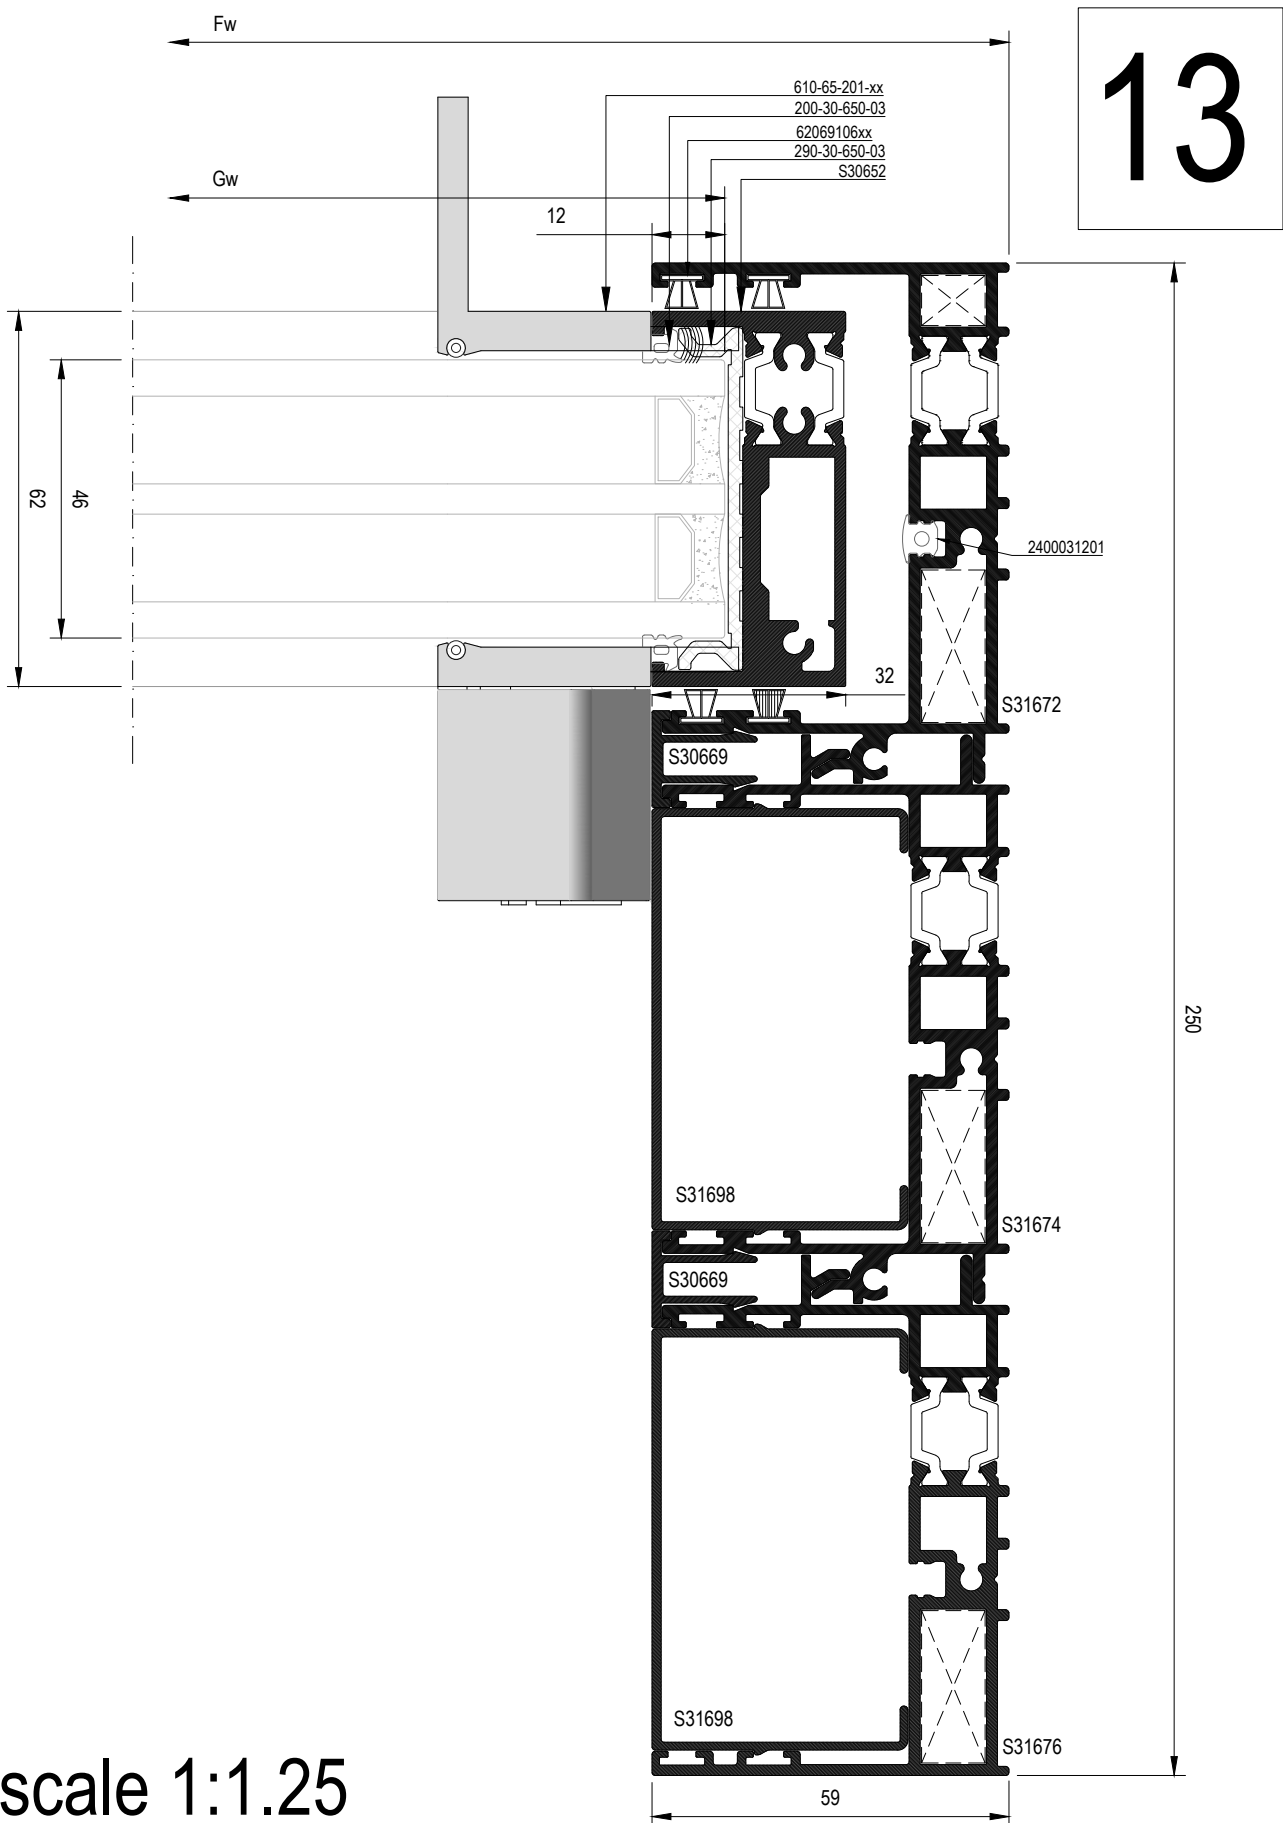 Fw
13
610-65-201-xx
200-30-650-03
62069106xx
290-30-650-03
S30652
Gw
12
62
46
2400031201
32
S31672
S30669
250
S31698
S31674
S30669
S31698
S31676
scale 1:1.25
59